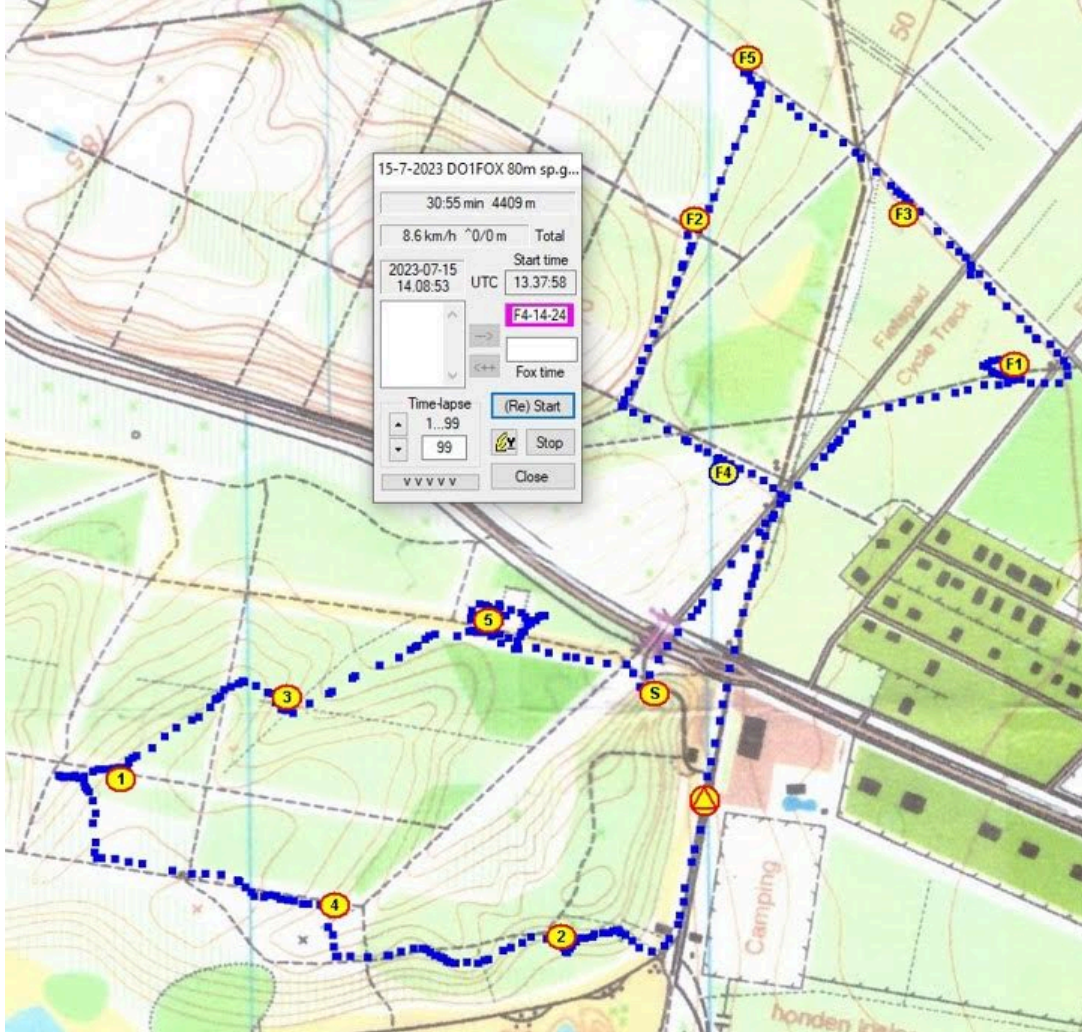 50
F5
78.5
15-7-2023 DO1FOX 80m sp.g...
30:55 min 4409 m
8.6 km/h ^0/0 m Total
Start time
2023-07-15
14.08:53
UTC
13.37:58
F4-14-24
-->
<++
Fox time
Time-lapse
1...99
99
(Re) Start
Y
Stop
v v v v v
Close
F2
F3
Fietspad
Cycle Track
F1
F4
5
S
3
1
4
2
Camping
honden